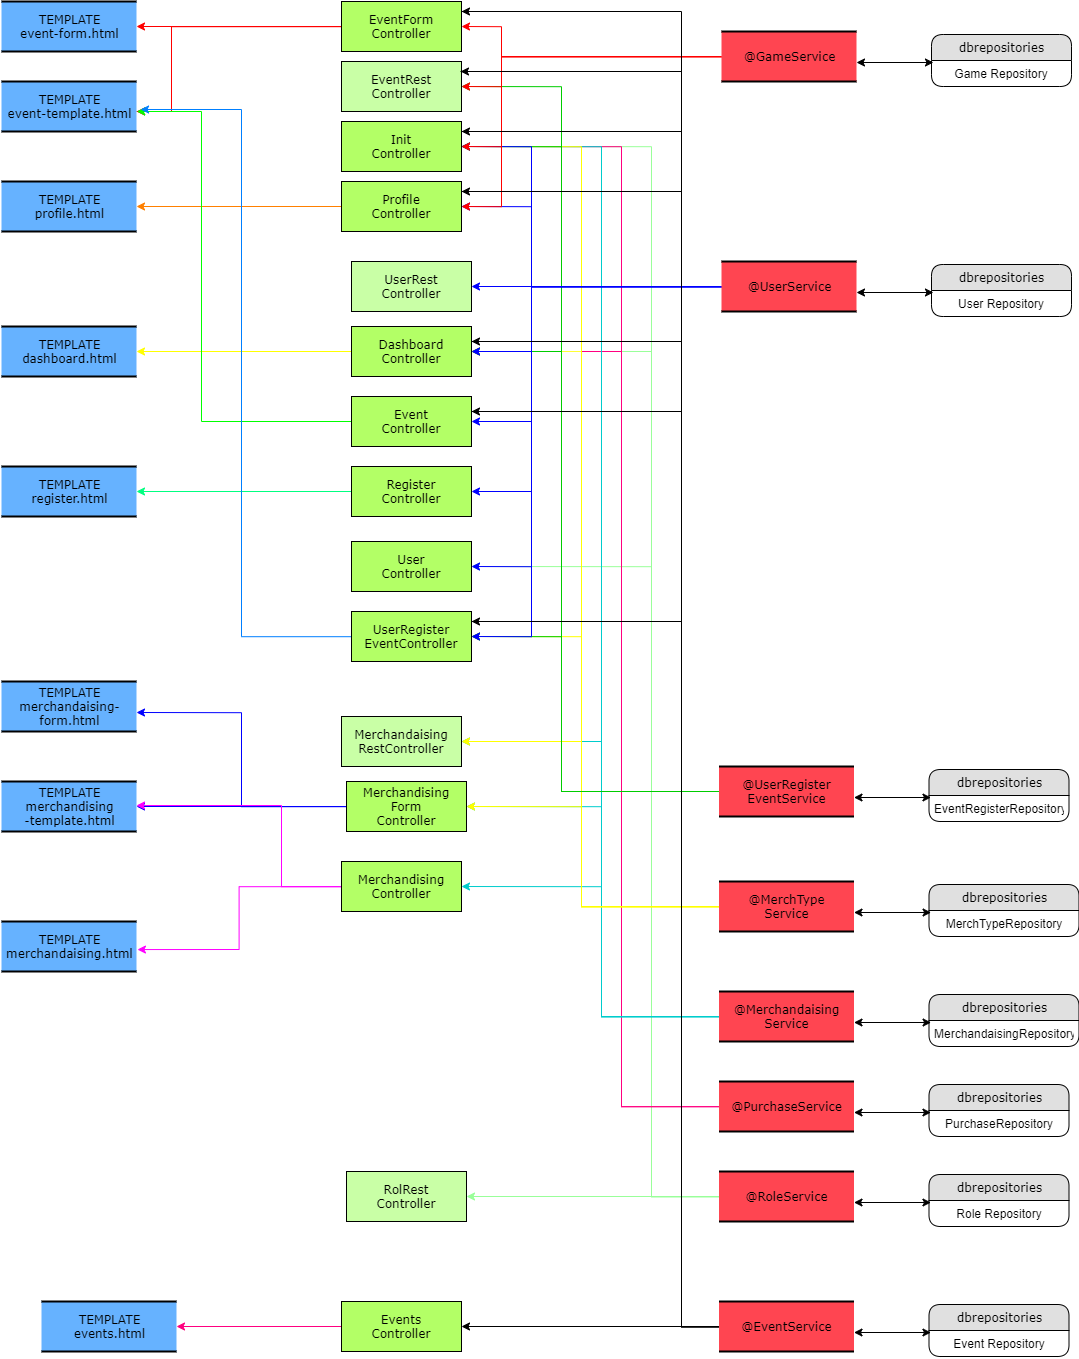 TEMPLATE
event-form.html
TEMPLATE
event-template.html
TEMPLATE
profile.html
TEMPLATE
dashboard.html
TEMPLATE
register.html
TEMPLATE
merchandaising-
form.html
TEMPLATE
merchandising
-template.html
TEMPLATE
merchandaising.html
TEMPLATE
events.html
EventForm
Controller
EventRest
Controller
Init
Controller
Profile
Controller
UserRest
Controller
Dashboard
Controller
Event
Controller
Register
Controller
User
Controller
UserRegister
EventController
Merchandaising
RestController
Merchandising
Form
Controller
Merchandising
Controller
RolRest
Controller
Events
Controller
@GameService
@UserService
@UserRegister
EventService
@MerchType
Service
@Merchandaising
Service
@PurchaseService
@RoleService
@EventService
dbrepositories
Game Repository
dbrepositories
User Repository
dbrepositories
EventRegisterRepository
dbrepositories
MerchTypeRepository
dbrepositories
MerchandaisingRepository
dbrepositories
PurchaseRepository
dbrepositories
Role Repository
dbrepositories
Event Repository